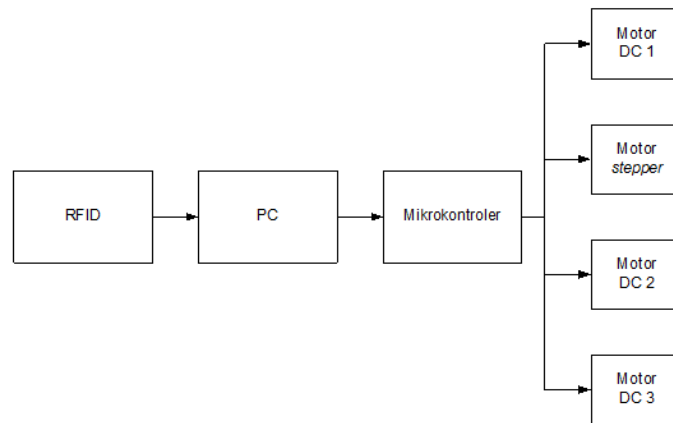 RFID
PC
Mikrokontroler
Motor
DC 1
Motor
stepper
Motor
DC 2
Motor
DC 3